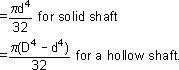 = πd⁴/32 for solid shaft
= π(D⁴ − d⁴)/32 for a hollow shaft.